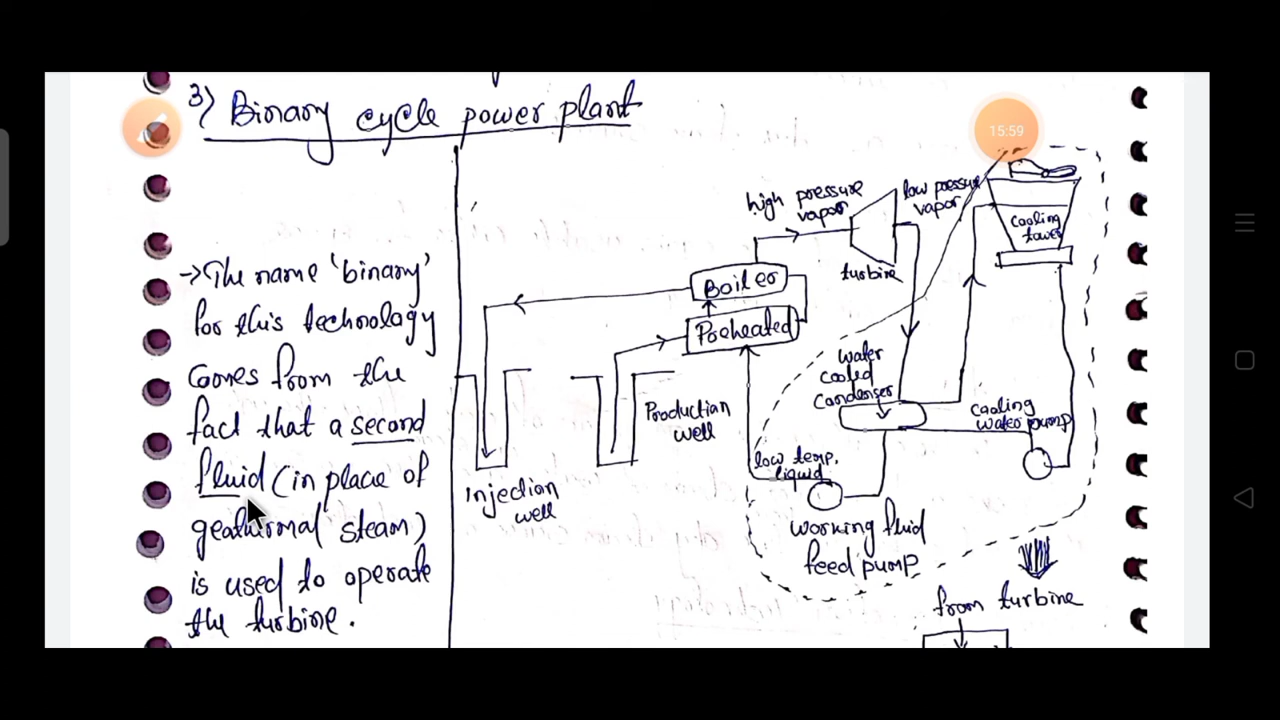 3) Binary cycle power plant
→ The name 'binary'
for this technology
comes from the
fact that a second
fluid (in place of
geothermal steam)
is used to operate
the turbine.
high pressure
vapor
low pressure
vapor
turbine
cooling
tower
Boiler
Preheated
water
cooled
condenser
cooling
water pump
Production
well
Injection
well
low temp.
liquid
working fluid
feed pump
from turbine
15:59